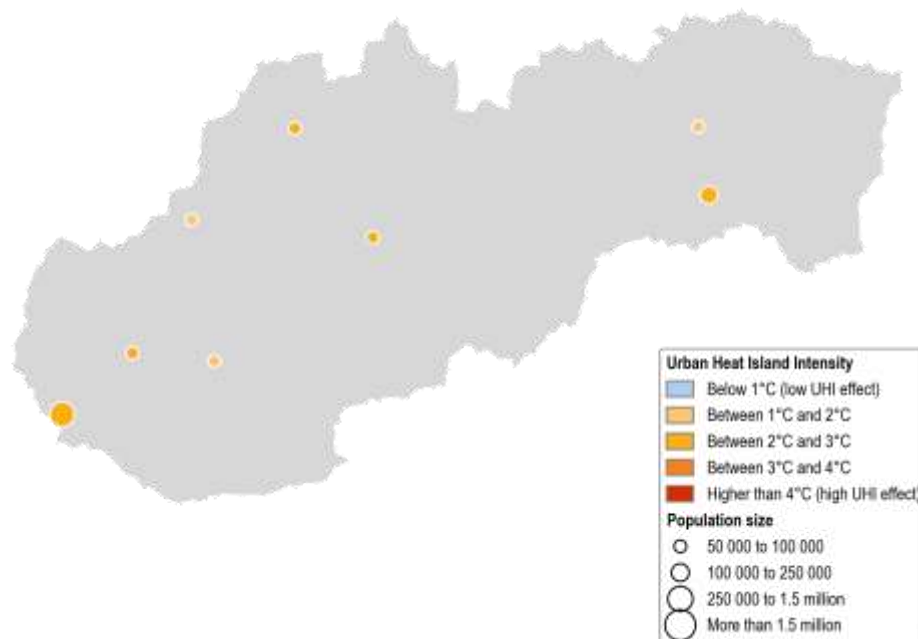 Urban Heat Island Intensity
Below 1°C (low UHI effect)
Between 1°C and 2°C
Between 2°C and 3°C
Between 3°C and 4°C
Higher than 4°C (high UHI effect)
Population size
50 000 to 100 000
100 000 to 250 000
250 000 to 1.5 million
More than 1.5 million